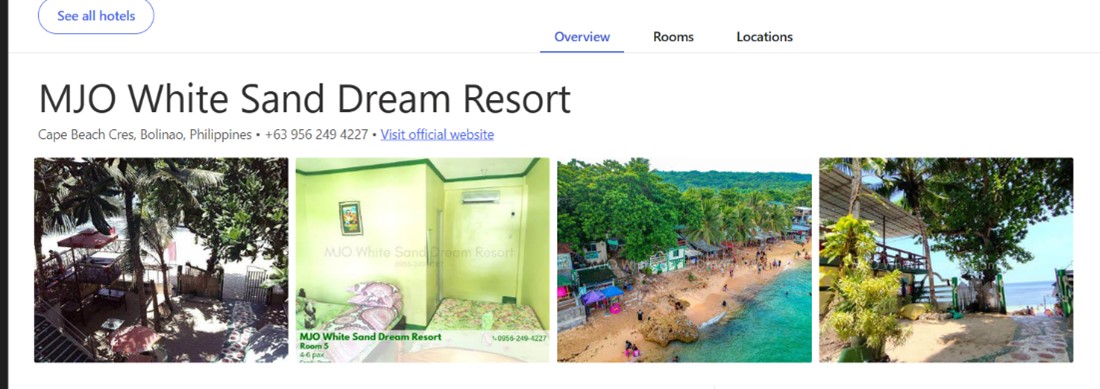 See all hotels
Overview Rooms Locations
MJO White Sand Dream Resort
Cape Beach Cres, Bolinao, Philippines • +63 956 249 4227 • Visit official website
MJO White Sand Dream Resort
MJO White Sand Dream Resort
0956-249-4227
Room 5
4-6 pax